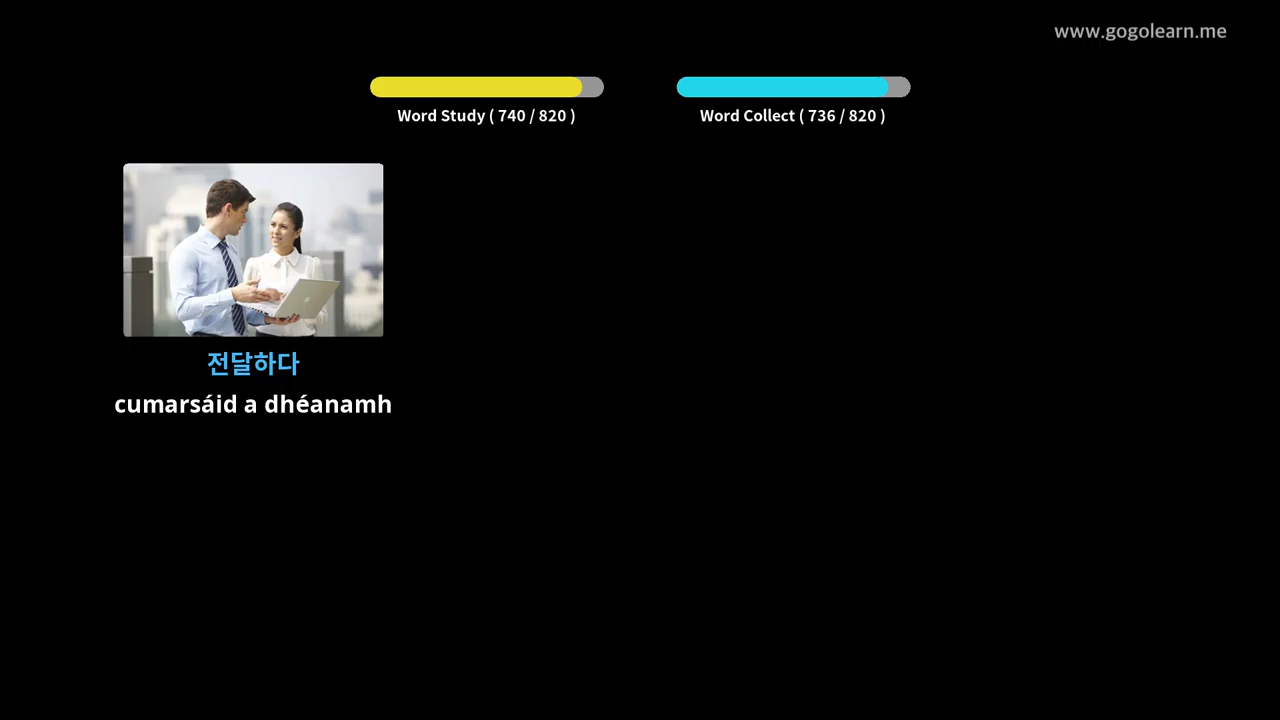 www.gogolearn.me
Word Study ( 740 / 820 )
Word Collect ( 736 / 820 )
전달하다
cumarsáid a dhéanamh